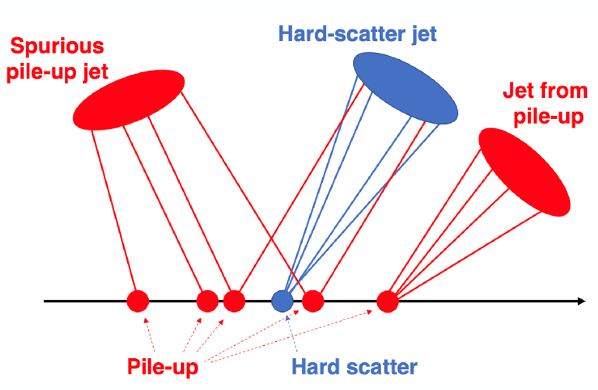 Hard-scatter jet
Spurious
pile-up jet
Jet from
pile-up
Pile-up
Hard scatter